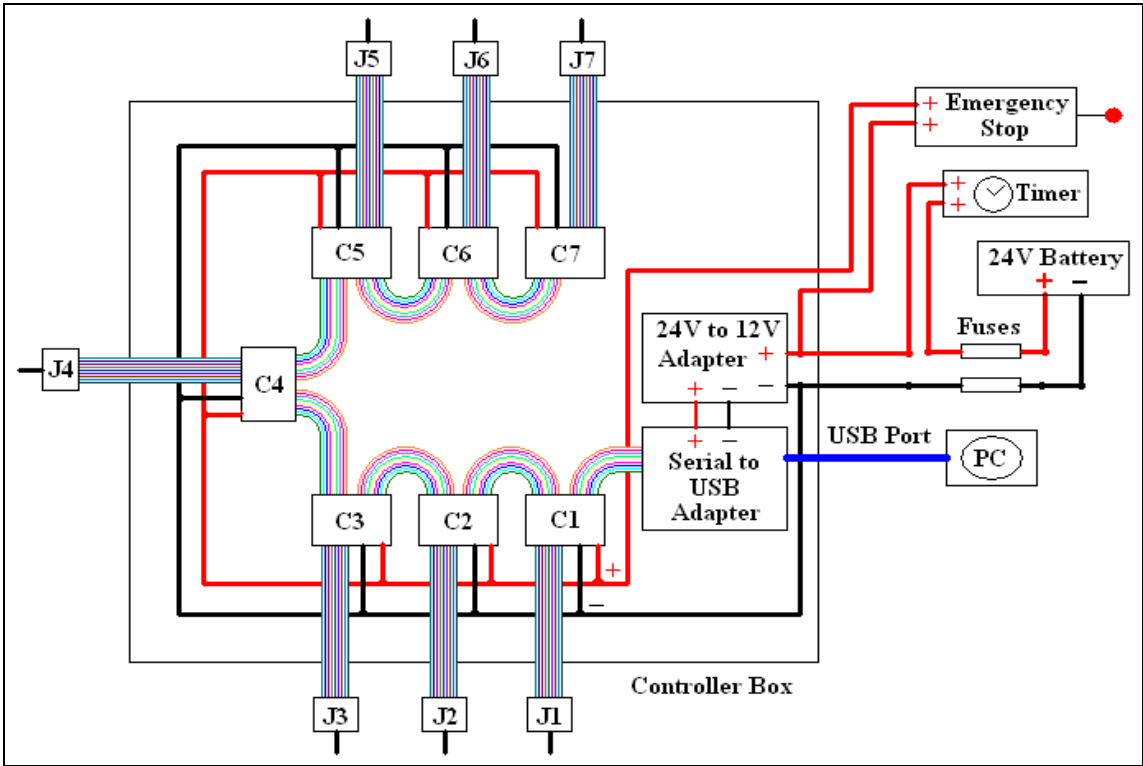 J5
J6
J7
+ Emergency
+ Stop
+ Timer
+
24V Battery
+ −
C5
C6
C7
Fuses
24V to 12V
Adapter +
+ − −
J4
C4
USB Port
+ −
Serial to
USB
Adapter
PC
C3
C2
C1
+
−
Controller Box
J3
J2
J1